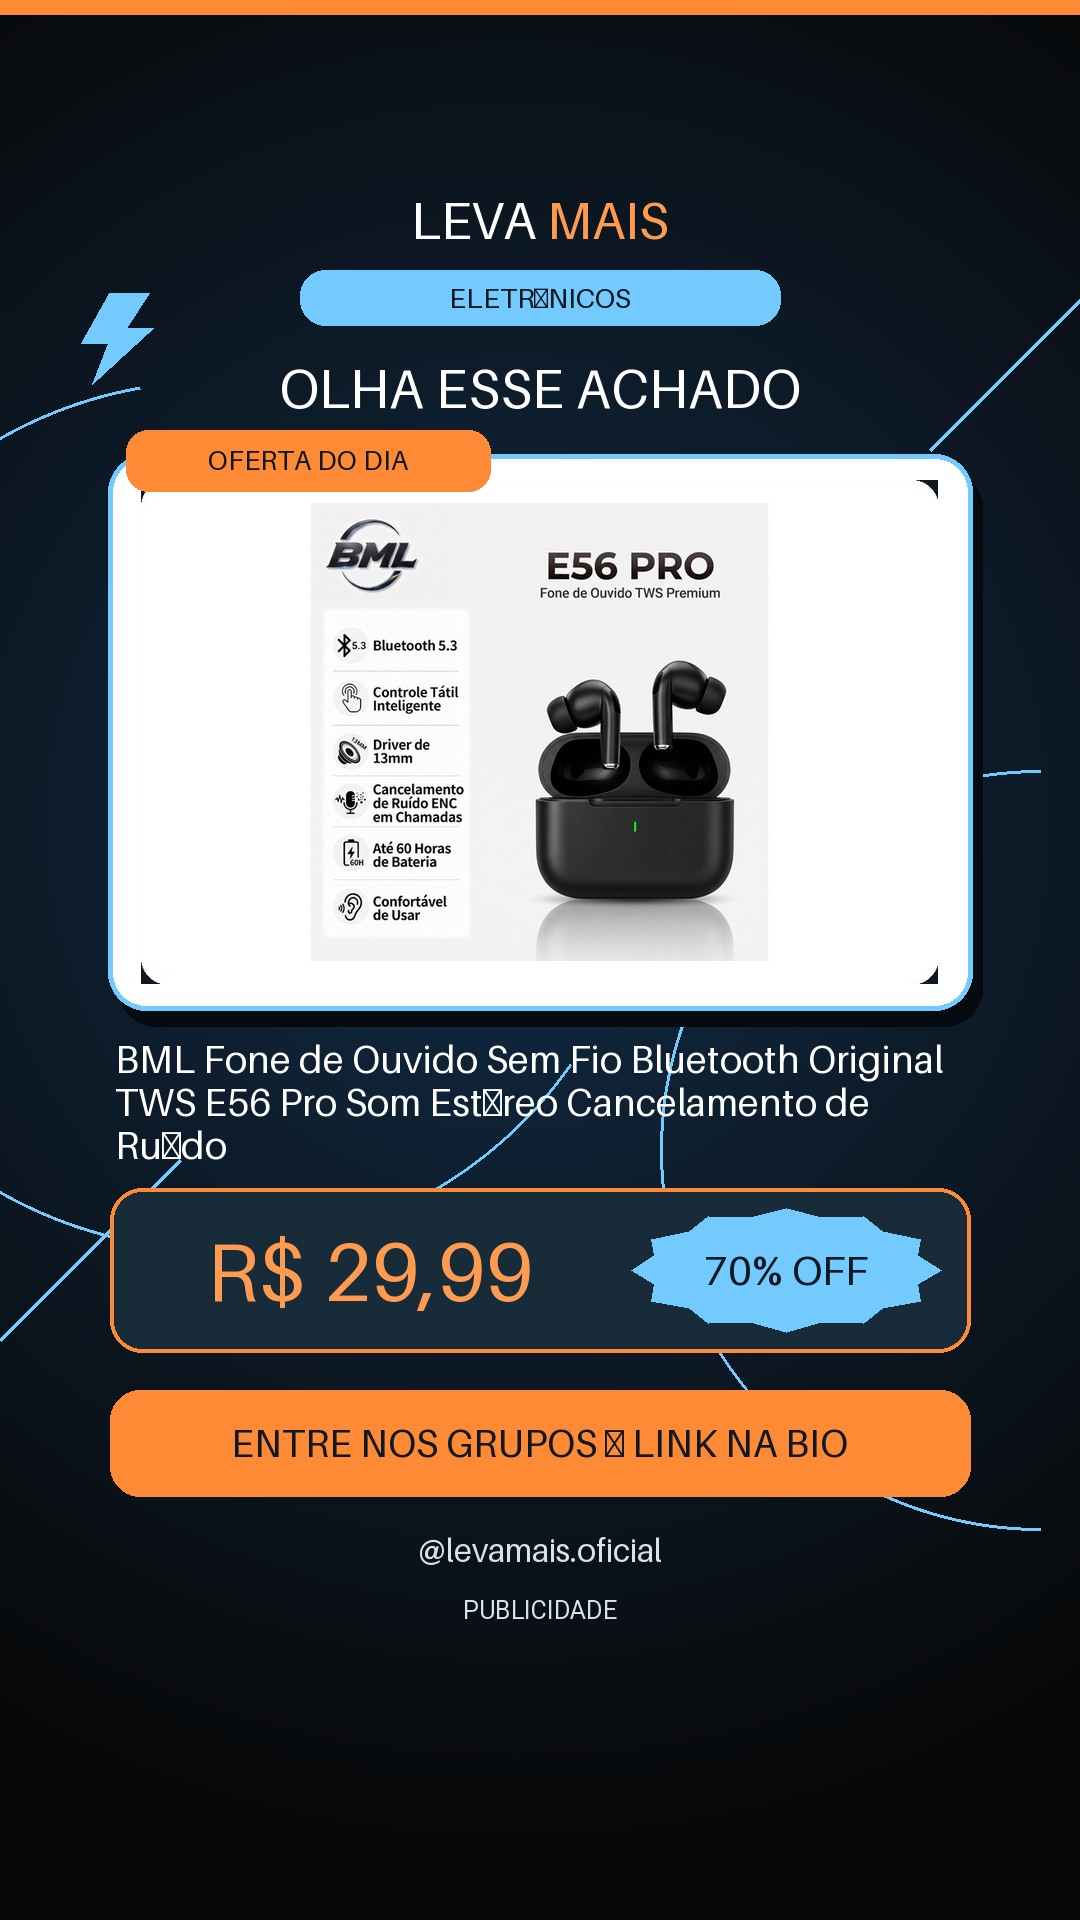 LEVA MAIS
ELETR☒NICOS
OLHA ESSE ACHADO
OFERTA DO DIA
BML
E56 PRO
Fone de Ouvido TWS Premium
5.3 Bluetooth 5.3
Controle Tátil
Inteligente
13MM
Driver de
13mm
Cancelamento
de Ruído ENC
em Chamadas
60H
Até 60 Horas
de Bateria
Confortável
de Usar
BML Fone de Ouvido Sem Fio Bluetooth Original
TWS E56 Pro Som Est☒reo Cancelamento de
Ru☒do
R$ 29,99
70% OFF
ENTRE NOS GRUPOS ☒ LINK NA BIO
@levamais.oficial
PUBLICIDADE